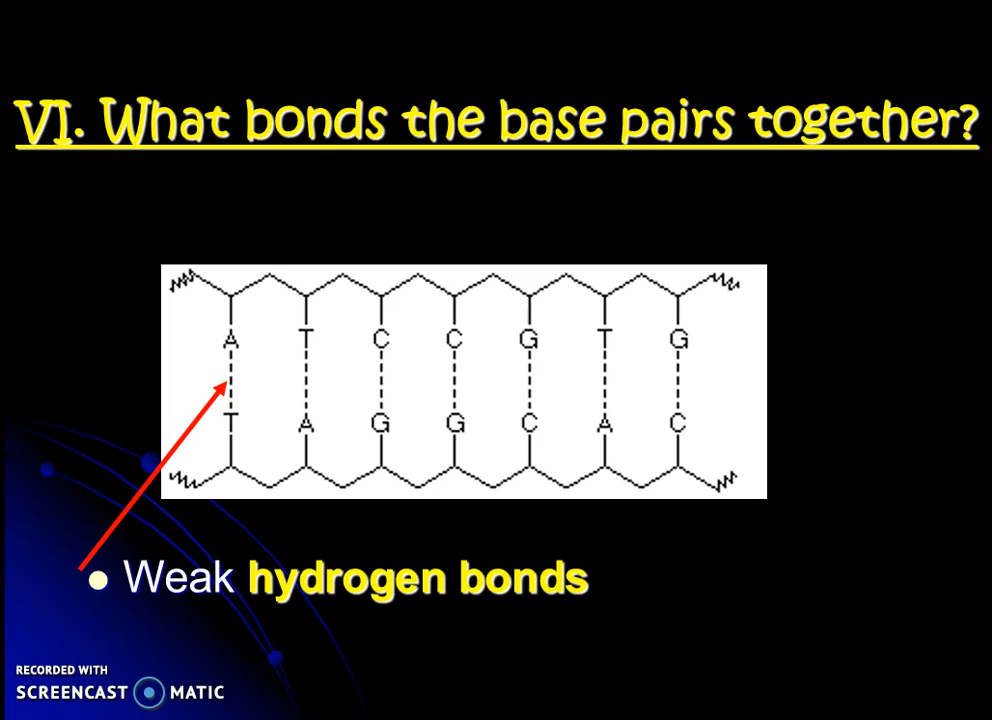 VI. What bonds the base pairs together?
A T C C G T G
T A G G C A C
Weak hydrogen bonds
RECORDED WITH
SCREENCAST MATIC